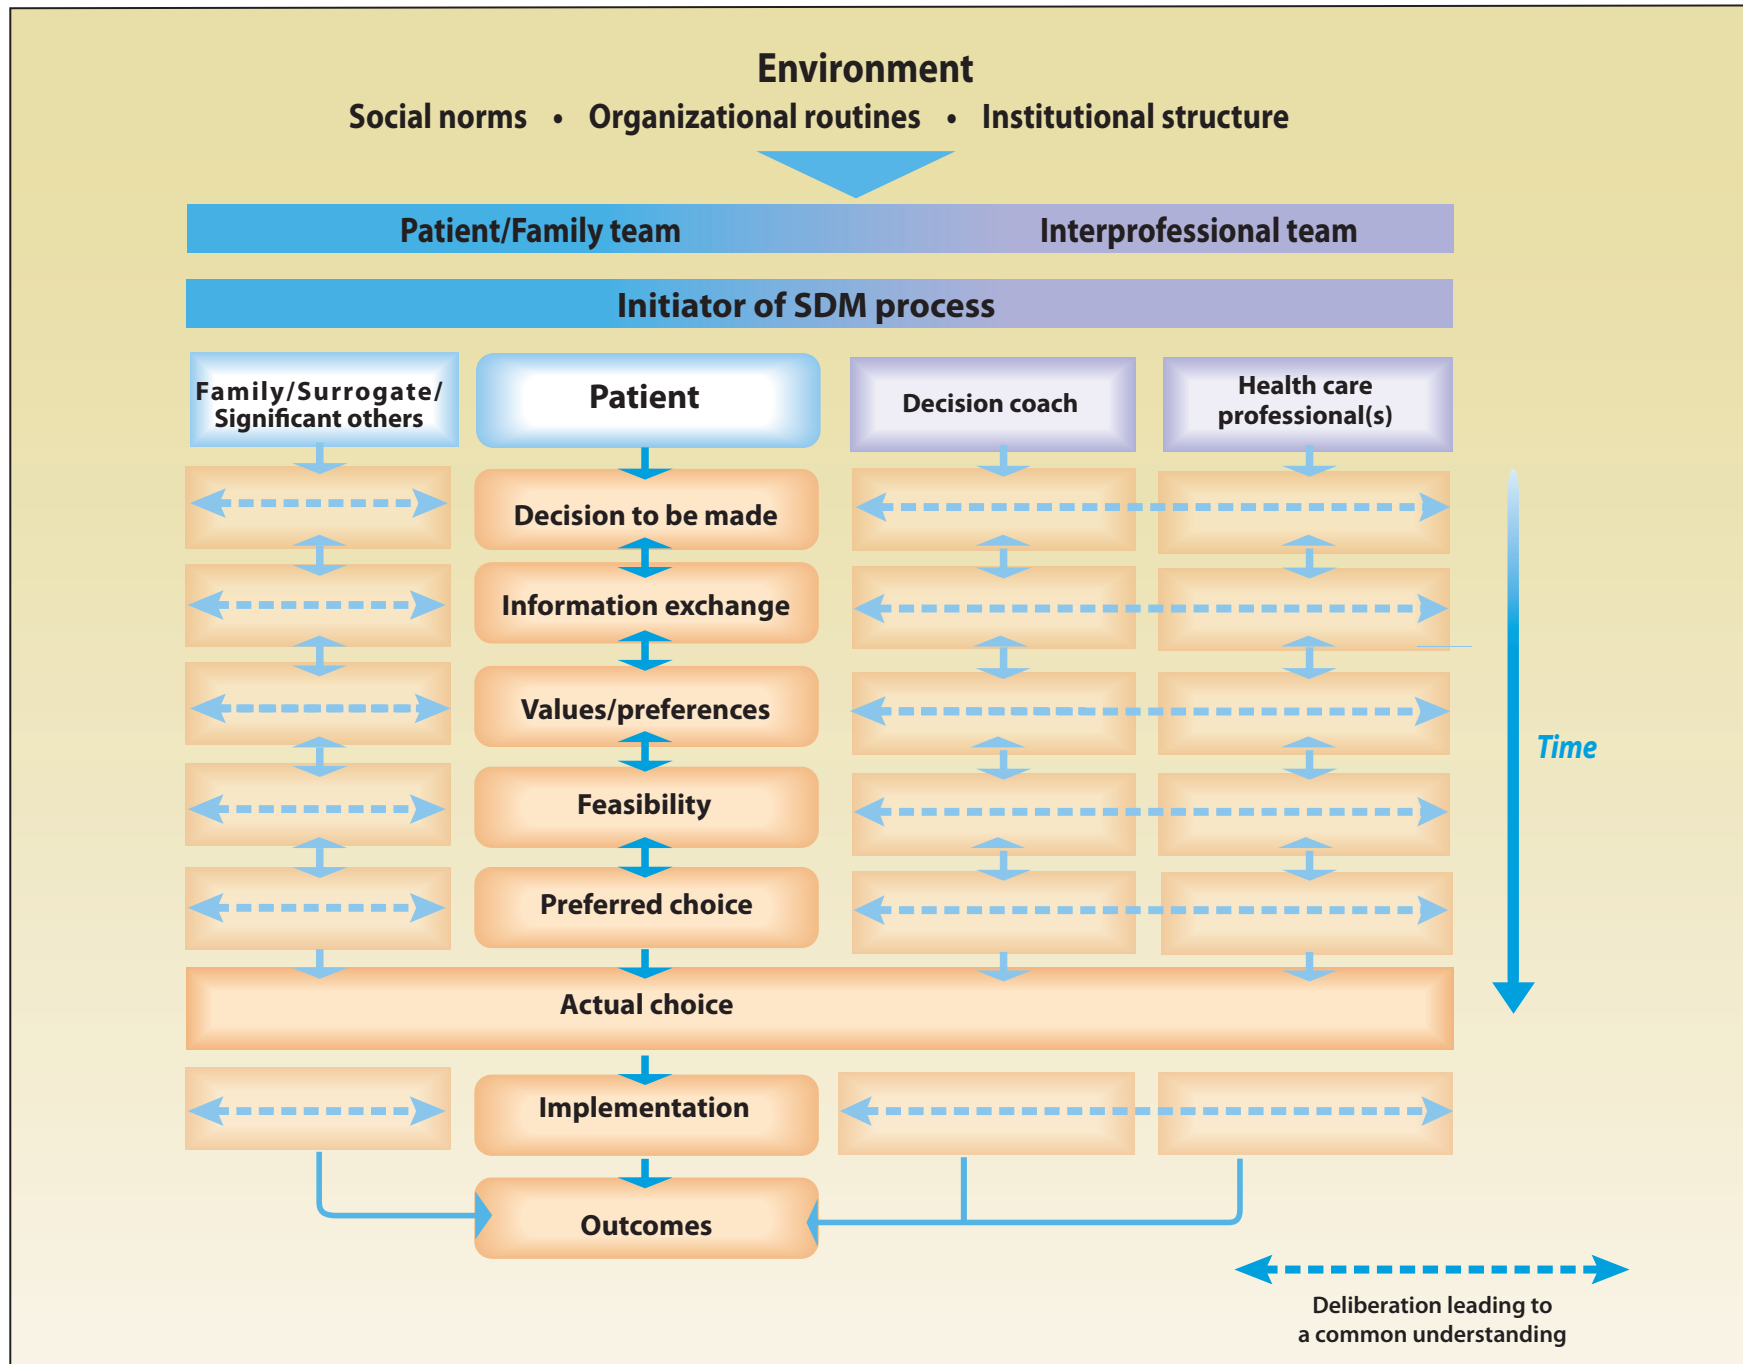 Environment
Social norms • Organizational routines • Institutional structure
Patient/Family team Interprofessional team
Initiator of SDM process
Family/Surrogate/
Significant others
Patient
Decision coach
Health care
professional(s)
Decision to be made
Information exchange
Values/preferences
Time
Feasibility
Preferred choice
Actual choice
Implementation
Outcomes
Deliberation leading to
a common understanding